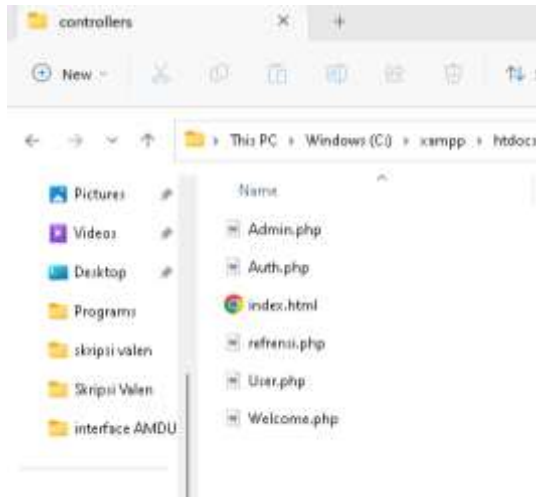 controllers
New
This PC > Windows (C:) > xampp > htdocs
Name
Pictures
Videos
Desktop
Programs
skripsi valen
Skripsi Valen
interface AMDU
Admin.php
Auth.php
index.html
refrensi.php
User.php
Welcome.php